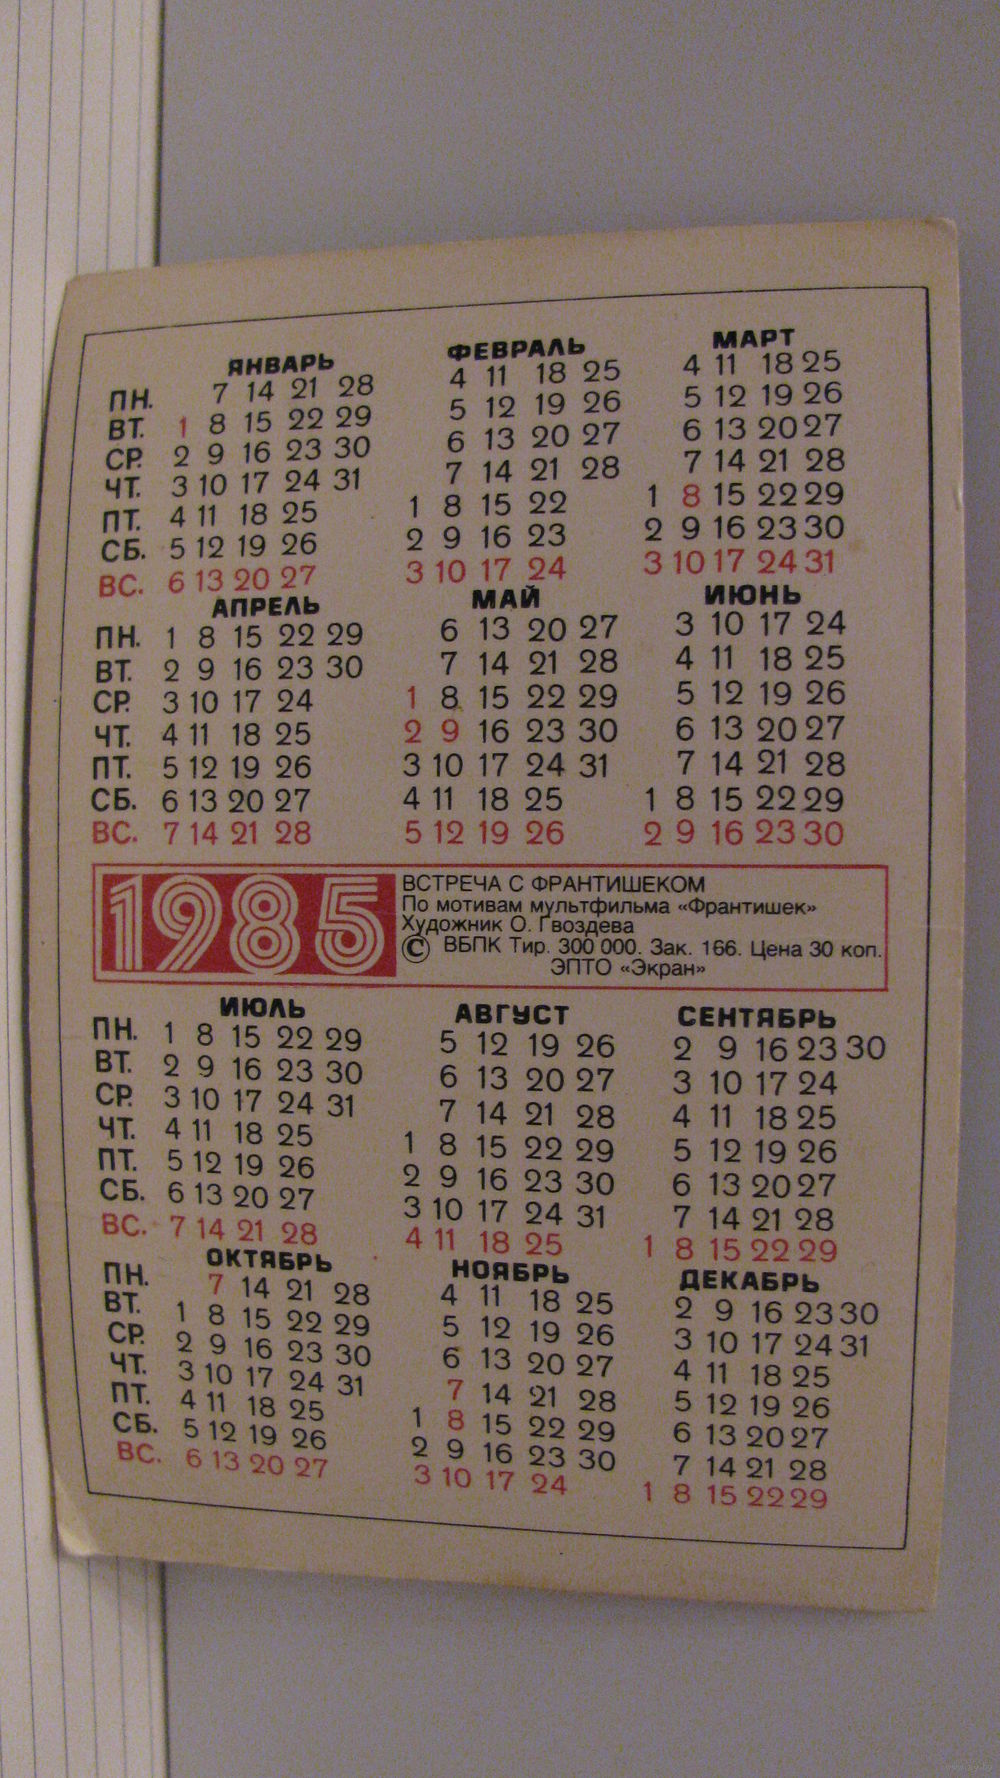 ЯНВАРЬ ФЕВРАЛЬ МАРТ
ПН. 7 14 21 28 4 11 18 25 4 11 18 25
ВТ. 1 8 15 22 29 5 12 19 26 5 12 19 26
СР. 2 9 16 23 30 6 13 20 27 6 13 20 27
ЧТ. 3 10 17 24 31 7 14 21 28 7 14 21 28
ПТ. 4 11 18 25 1 8 15 22 1 8 15 22 29
СБ. 5 12 19 26 2 9 16 23 2 9 16 23 30
ВС. 6 13 20 27 3 10 17 24 3 10 17 24 31
АПРЕЛЬ МАЙ ИЮНЬ
ПН. 1 8 15 22 29 6 13 20 27 3 10 17 24
ВТ. 2 9 16 23 30 7 14 21 28 4 11 18 25
СР. 3 10 17 24 1 8 15 22 29 5 12 19 26
ЧТ. 4 11 18 25 2 9 16 23 30 6 13 20 27
ПТ. 5 12 19 26 3 10 17 24 31 7 14 21 28
СБ. 6 13 20 27 4 11 18 25 1 8 15 22 29
ВС. 7 14 21 28 5 12 19 26 2 9 16 23 30
1985
ВСТРЕЧА С ФРАНТИШЕКОМ
По мотивам мультфильма «Франтишек»
Художник О. Гвоздева
© ВБПК Тир. 300 000. Зак. 166. Цена 30 коп.
ЭПТО «Экран»
ИЮЛЬ АВГУСТ СЕНТЯБРЬ
ПН. 1 8 15 22 29 5 12 19 26 2 9 16 23 30
ВТ. 2 9 16 23 30 6 13 20 27 3 10 17 24
СР. 3 10 17 24 31 7 14 21 28 4 11 18 25
ЧТ. 4 11 18 25 1 8 15 22 29 5 12 19 26
ПТ. 5 12 19 26 2 9 16 23 30 6 13 20 27
СБ. 6 13 20 27 3 10 17 24 31 7 14 21 28
ВС. 7 14 21 28 4 11 18 25 1 8 15 22 29
ОКТЯБРЬ НОЯБРЬ ДЕКАБРЬ
ПН. 7 14 21 28 4 11 18 25 2 9 16 23 30
ВТ. 1 8 15 22 29 5 12 19 26 3 10 17 24 31
СР. 2 9 16 23 30 6 13 20 27 4 11 18 25
ЧТ. 3 10 17 24 31 7 14 21 28 5 12 19 26
ПТ. 4 11 18 25 1 8 15 22 29 6 13 20 27
СБ. 5 12 19 26 2 9 16 23 30 7 14 21 28
ВС. 6 13 20 27 3 10 17 24 1 8 15 22 29